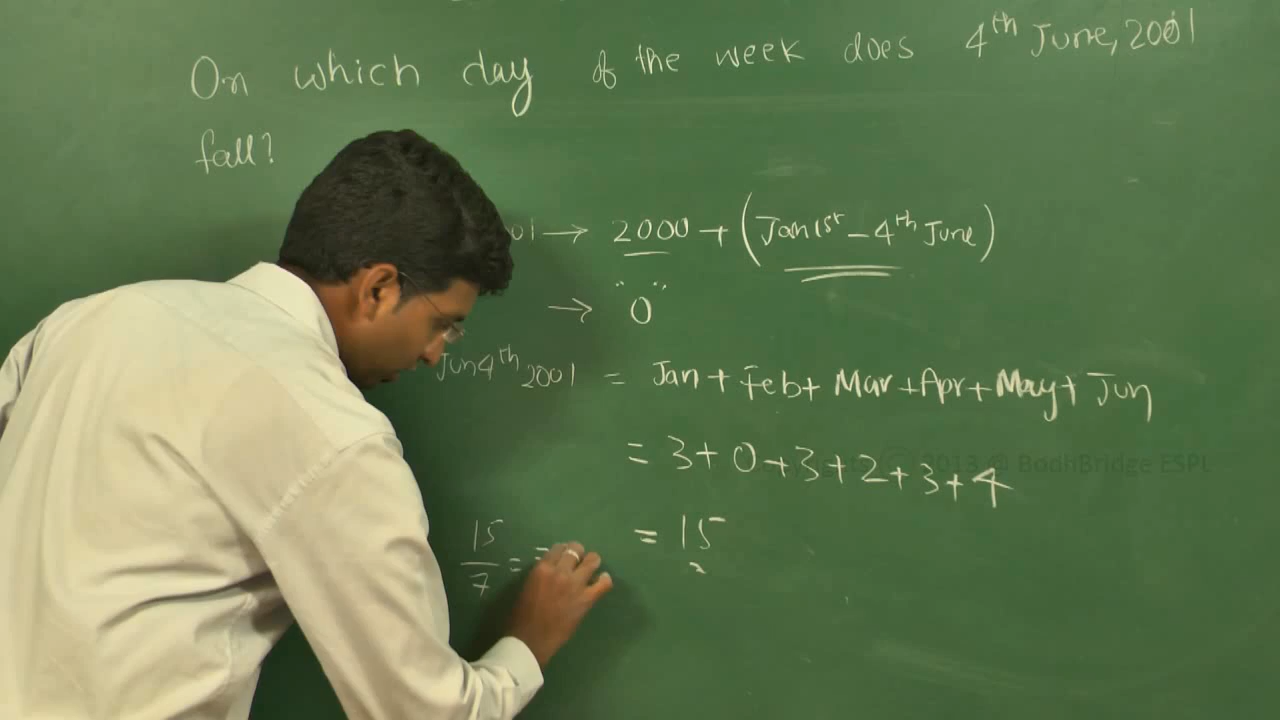 On which day of the week does 4th June, 2001
fall?
01 → 2000 + (Jan 1st - 4th June)
→ "0"
Jun 4th 2001 = Jan + Feb + Mar + Apr + May + Jun
= 3 + 0 + 3 + 2 + 3 + 4
2013 @ BodhBridge ESPL
= 15
15/7 = =